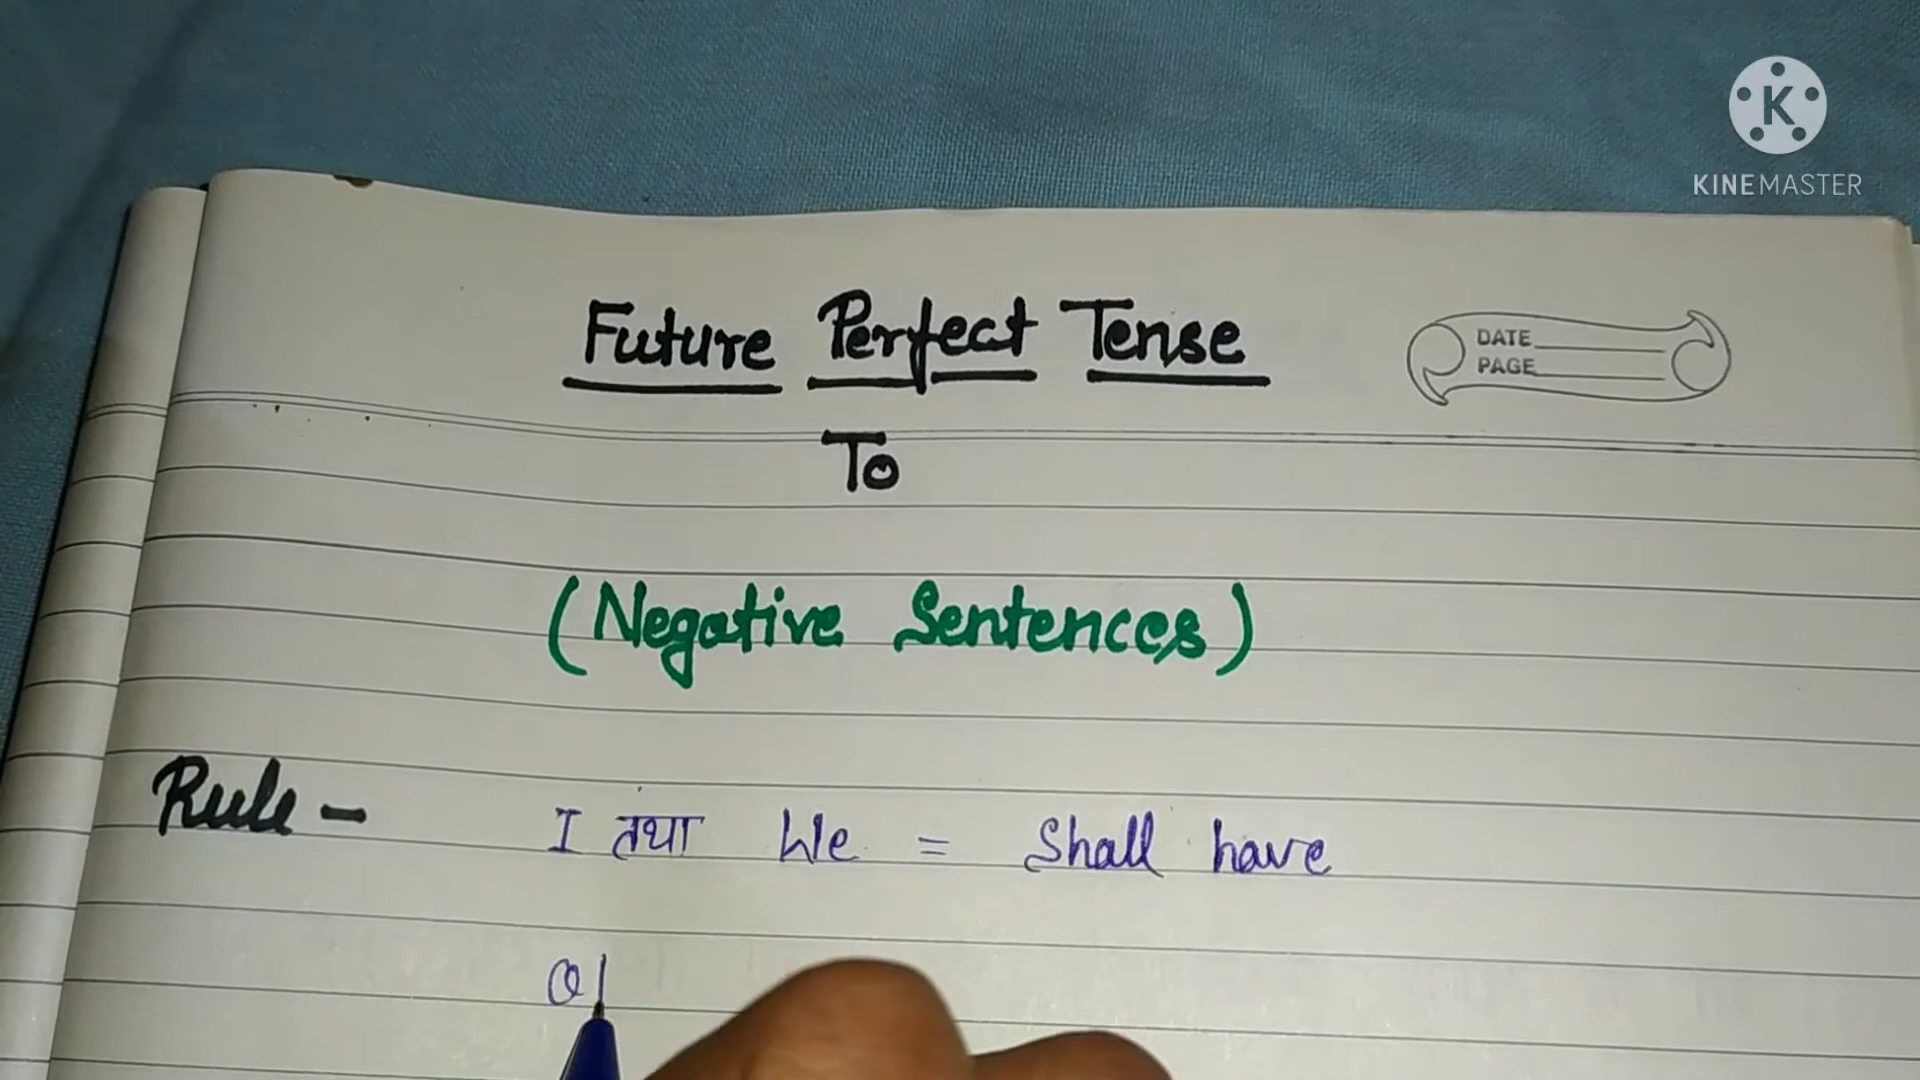 KINEMASTER
Future Perfect Tense
DATE
PAGE
To
(Negative Sentences)
Rule - I तथा We = Shall have